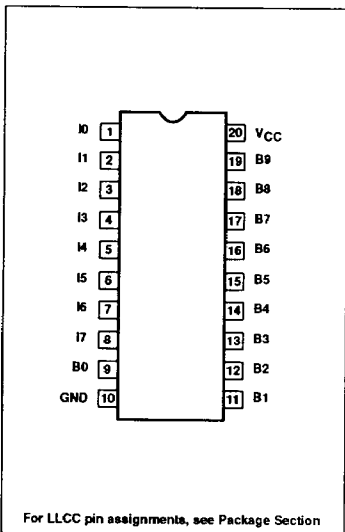 I0 1 20 VCC
I1 2 19 B9
I2 3 18 B8
I3 4 17 B7
I4 5 16 B6
I5 6 15 B5
I6 7 14 B4
I7 8 13 B3
B0 9 12 B2
GND 10 11 B1
For LLCC pin assignments, see Package Section